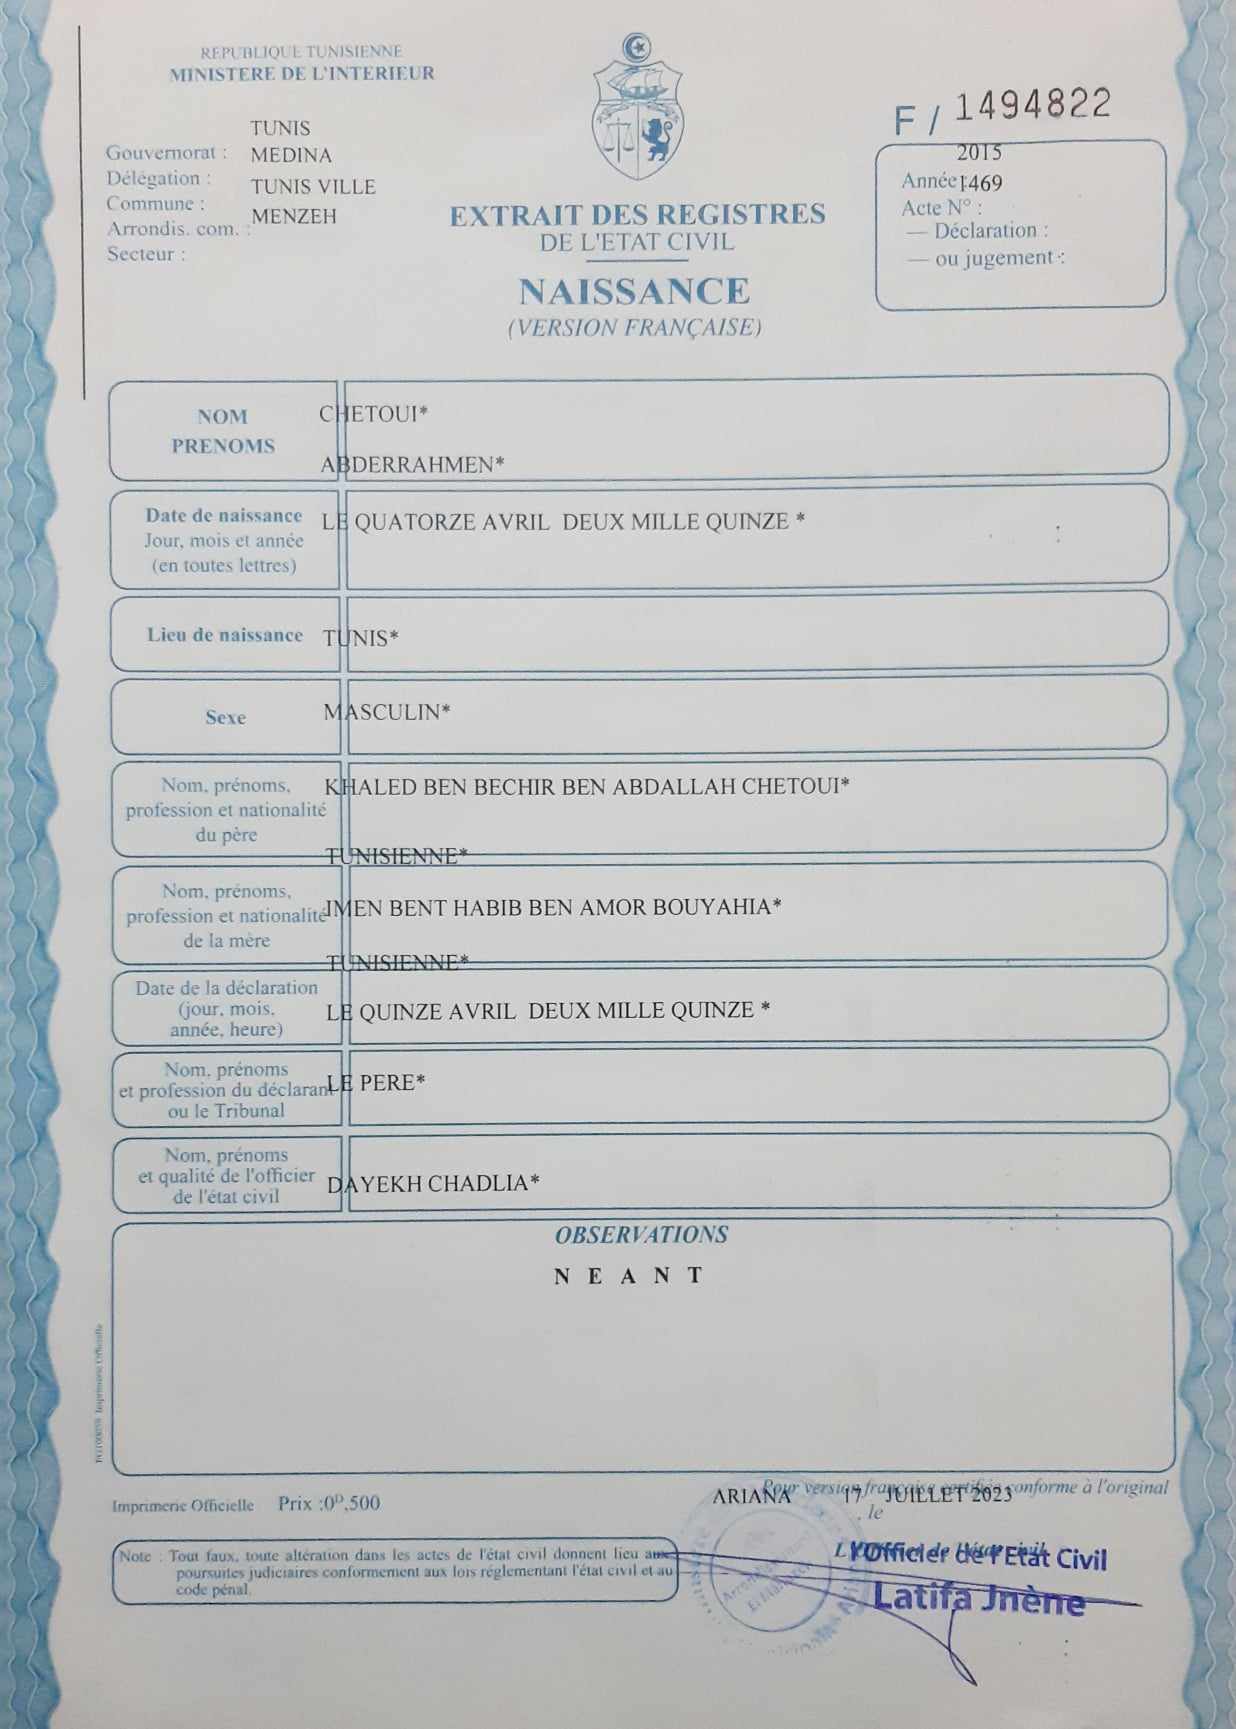 REPUBLIQUE TUNISIENNE
MINISTERE DE L'INTERIEUR
TUNIS
Gouvernorat : MEDINA
Délégation : TUNIS VILLE
Commune : MENZEH
Arrondis. com. :
Secteur :
EXTRAIT DES REGISTRES
DE L'ETAT CIVIL
NAISSANCE
(VERSION FRANÇAISE)
F / 1494822
2015
Année : 1469
Acte N° :
— Déclaration :
— ou jugement :
NOM CHETOUI*
PRENOMS ABDERRAHMEN*
Date de naissance LE QUATORZE AVRIL DEUX MILLE QUINZE *
Jour, mois et année
(en toutes lettres)
Lieu de naissance TUNIS*
Sexe MASCULIN*
Nom, prénoms, KHALED BEN BECHIR BEN ABDALLAH CHETOUI*
profession et nationalité
du père
TUNISIENNE*
Nom, prénoms,
profession et nationalité IMEN BENT HABIB BEN AMOR BOUYAHIA*
de la mère
TUNISIENNE*
Date de la déclaration
(jour, mois, LE QUINZE AVRIL DEUX MILLE QUINZE *
année, heure)
Nom, prénoms
et profession du déclarant LE PERE*
ou le Tribunal
Nom, prénoms
et qualité de l'officier DAYEKH CHADLIA*
de l'état civil
OBSERVATIONS
N E A N T
Imprimerie Officielle
Imprimerie Officielle Prix :0ᴰ,500
Pour version française certifiée conforme à l'original
ARIANA 17 JUILLET 2023
, le
Note : Tout faux, toute altération dans les actes de l'état civil donnent lieu aux
poursuites judiciaires conformement aux lois réglementant l'état civil et au
code pénal.
L'Officier de l'état civil
L'Officier de l'Etat Civil
Latifa Jnène